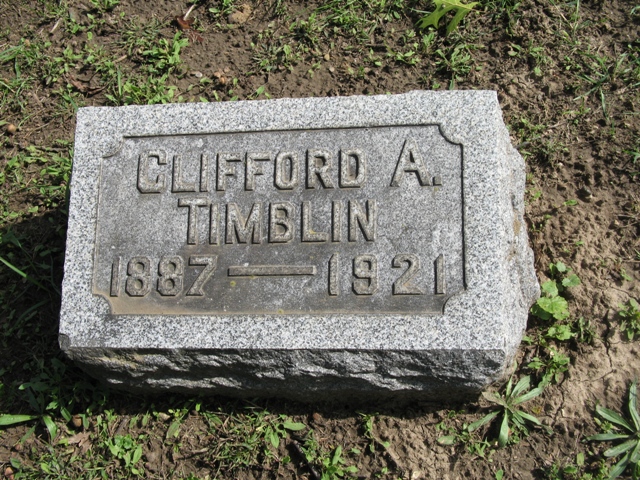 CLIFFORD A.
TIMBLIN
1887 — 1921